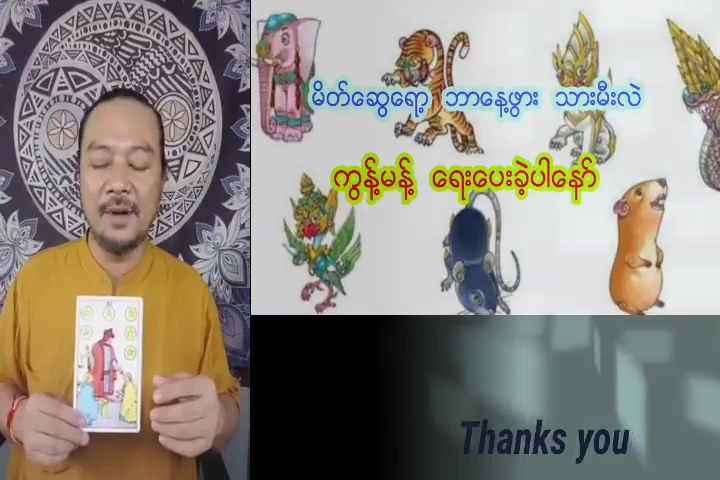 မိတ်ဆွေရော့ ဘာနေ့ဖွား သားမီးလဲ
ကွန့်မန့် ရေးပေးခဲ့ပါနော်
Thanks you